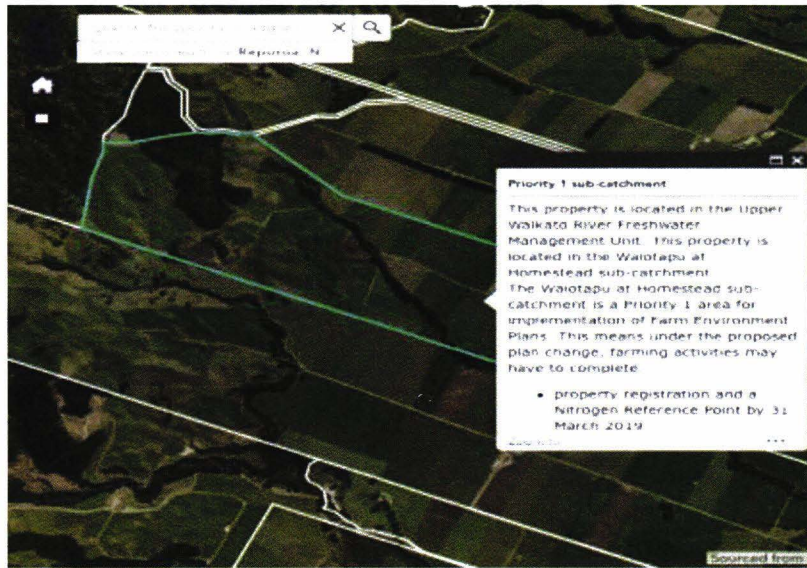 Reporoa, N
Priority 1 sub-catchment
This property is located in the Upper
Waikato River Freshwater
Management Unit. This property is
located in the Waiotapu at
Homestead sub-catchment
The Waiotapu at Homestead sub-
catchment is a Priority 1 area for
implementation of Farm Environment
Plans. This means under the proposed
plan change, farming activities may
have to complete
• property registration and a
Nitrogen Reference Point by 31
March 2019
Zoom to
...
Sourced from